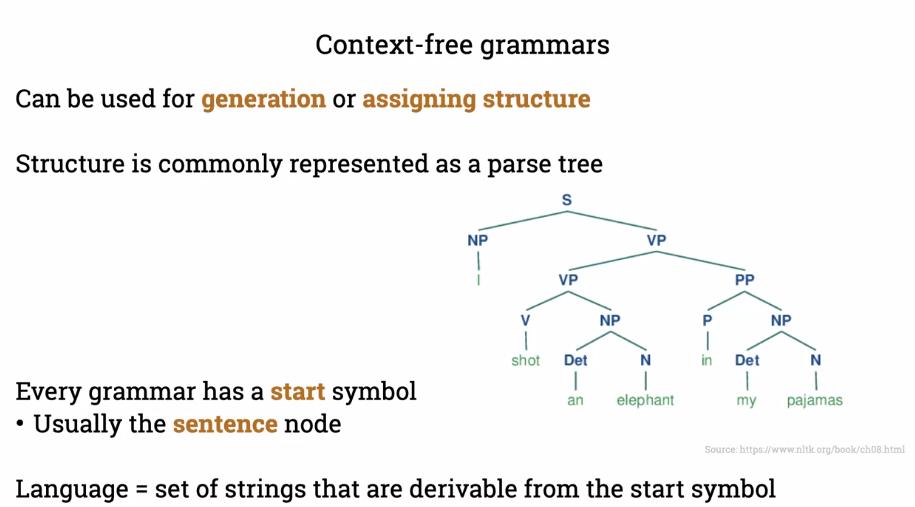 Context-free grammars
Can be used for generation or assigning structure
Structure is commonly represented as a parse tree
S
NP VP
I VP PP
V NP P NP
shot Det N in Det N
an elephant my pajamas
Every grammar has a start symbol
• Usually the sentence node
Source: https://www.nltk.org/book/ch08.html
Language = set of strings that are derivable from the start symbol